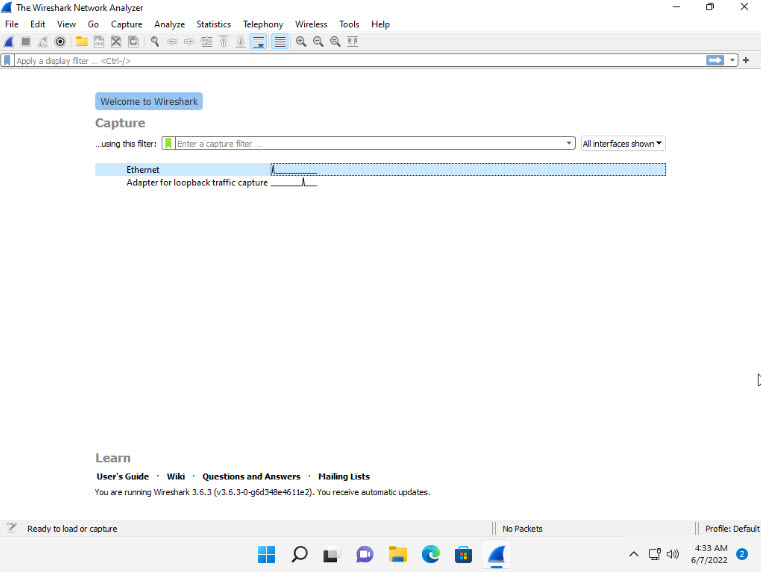 The Wireshark Network Analyzer
File Edit View Go Capture Analyze Statistics Telephony Wireless Tools Help
Apply a display filter ... <Ctrl-/>
Welcome to Wireshark
Capture
...using this filter: Enter a capture filter ... All interfaces shown
Ethernet
Adapter for loopback traffic capture
Learn
User's Guide · Wiki · Questions and Answers · Mailing Lists
You are running Wireshark 3.6.3 (v3.6.3-0-g6d348e4611e2). You receive automatic updates.
Ready to load or capture No Packets Profile: Default
4:33 AM
6/7/2022 2